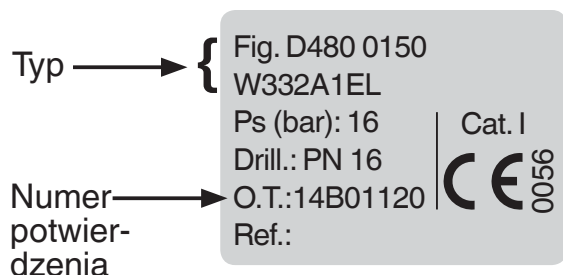 Typ
{
Fig. D480 0150
W332A1EL
Ps (bar): 16
Drill.: PN 16
O.T.:14B01120
Ref.:
Cat. I
CE
0056
Numer
potwier-
dzenia